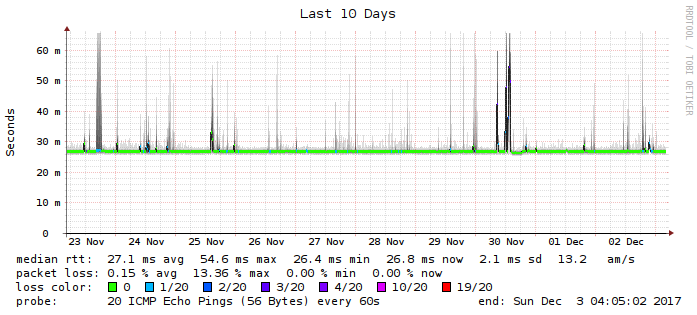 Last 10 Days
RRDTOOL / TOBI OETIKER
Seconds
60 m
50 m
40 m
30 m
20 m
10 m
0
23 Nov 24 Nov 25 Nov 26 Nov 27 Nov 28 Nov 29 Nov 30 Nov 01 Dec 02 Dec
median rtt: 27.1 ms avg 54.6 ms max 26.4 ms min 26.8 ms now 2.1 ms sd 13.2 am/s
packet loss: 0.15 % avg 13.36 % max 0.00 % min 0.00 % now
loss color: 0 1/20 2/20 3/20 4/20 10/20 19/20
probe: 20 ICMP Echo Pings (56 Bytes) every 60s end: Sun Dec 3 04:05:02 2017